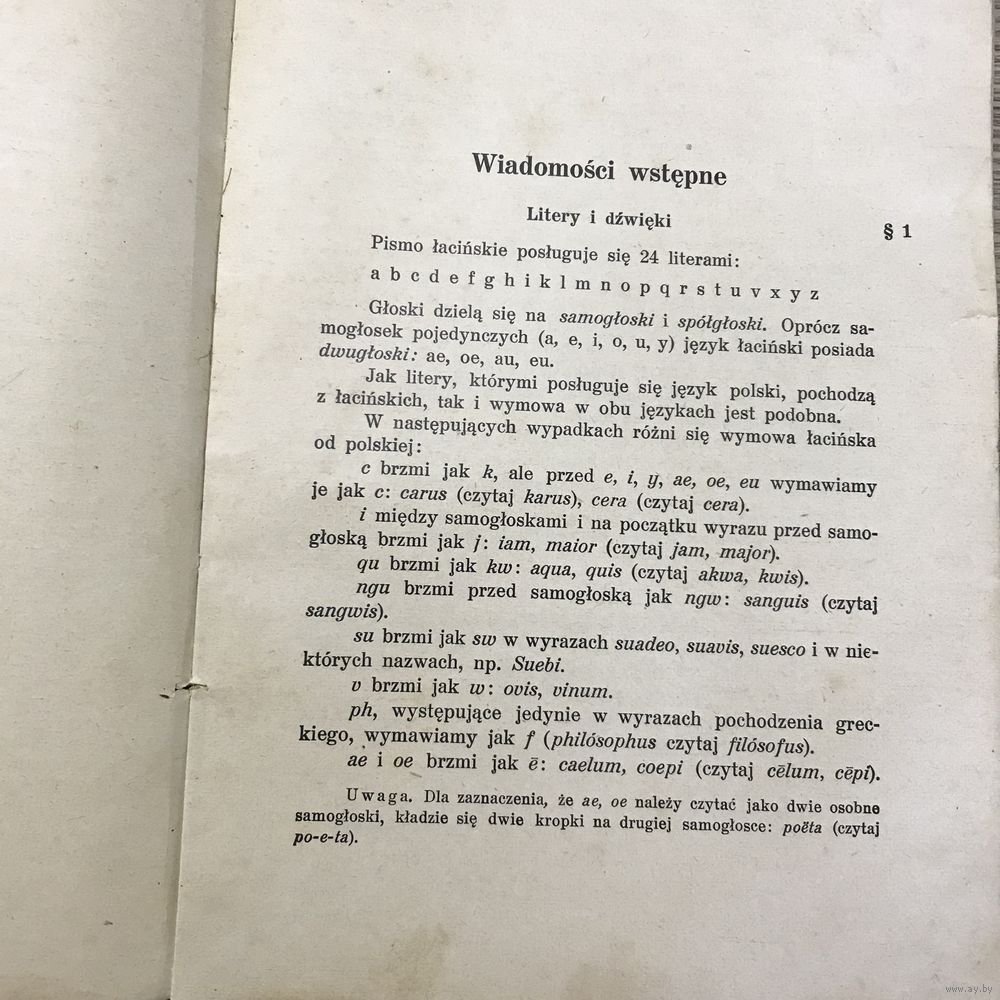 Wiadomości wstępne
Litery i dźwięki
§ 1
Pismo łacińskie posługuje się 24 literami:
a b c d e f g h i k l m n o p q r s t u v x y z
Głoski dzielą się na samogłoski i spółgłoski. Oprócz sa-
mogłosek pojedynczych (a, e, i, o, u, y) język łaciński posiada
dwugłoski: ae, oe, au, eu.
Jak litery, którymi posługuje się język polski, pochodzą
z łacińskich, tak i wymowa w obu językach jest podobna.
W następujących wypadkach różni się wymowa łacińska
od polskiej:
c brzmi jak k, ale przed e, i, y, ae, oe, eu wymawiamy
je jak c: carus (czytaj karus), cera (czytaj cera).
i między samogłoskami i na początku wyrazu przed samo-
głoską brzmi jak j: iam, maior (czytaj jam, major).
qu brzmi jak kw: aqua, quis (czytaj akwa, kwis).
ngu brzmi przed samogłoską jak ngw: sanguis (czytaj
sangwis).
su brzmi jak sw w wyrazach suadeo, suavis, suesco i w nie-
których nazwach, np. Suebi.
v brzmi jak w: ovis, vinum.
ph, występujące jedynie w wyrazach pochodzenia grec-
kiego, wymawiamy jak f (philósophus czytaj filósofus).
ae i oe brzmi jak ē: caelum, coepi (czytaj cēlum, cēpi).
Uwaga. Dla zaznaczenia, że ae, oe należy czytać jako dwie osobne
samogłoski, kładzie się dwie kropki na drugiej samogłosce: poëta (czytaj
po-e-ta).
www.ay.by